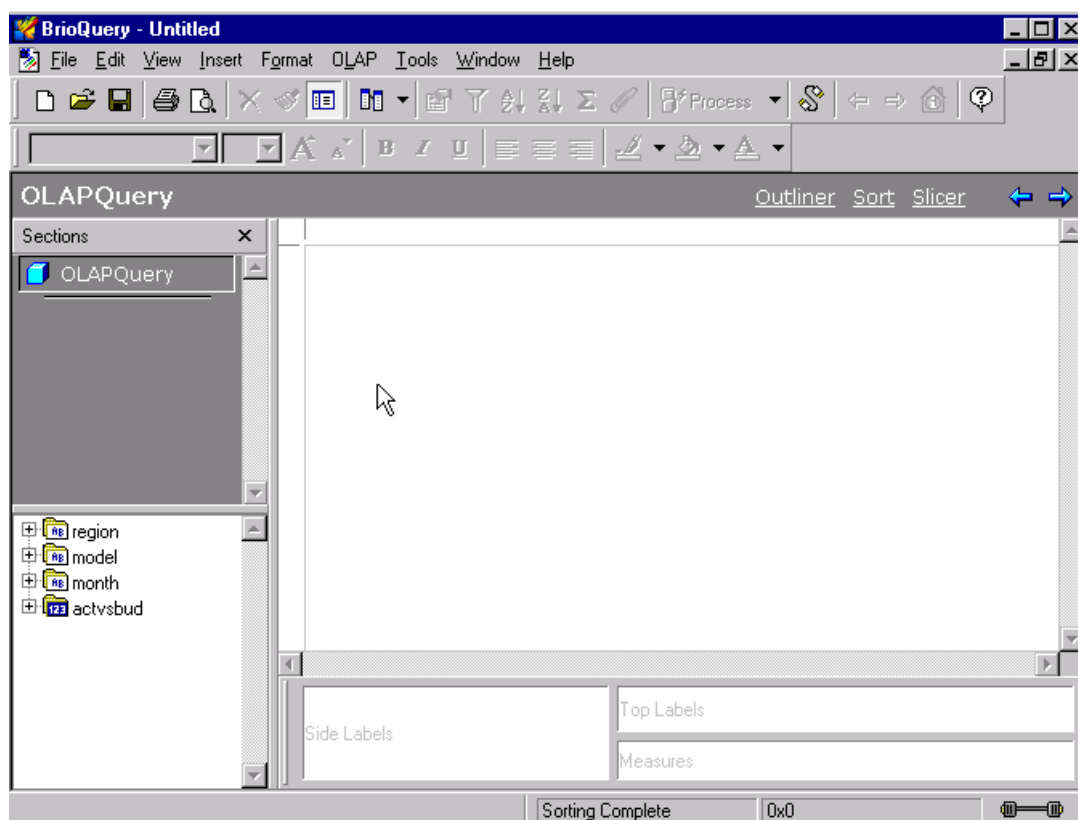 BrioQuery - Untitled
File Edit View Insert Format OLAP Tools Window Help
Process
B I U
OLAPQuery Outliner Sort Slicer
Sections
OLAPQuery
region
model
month
actvsbud
Top Labels
Side Labels
Measures
Sorting Complete 0x0